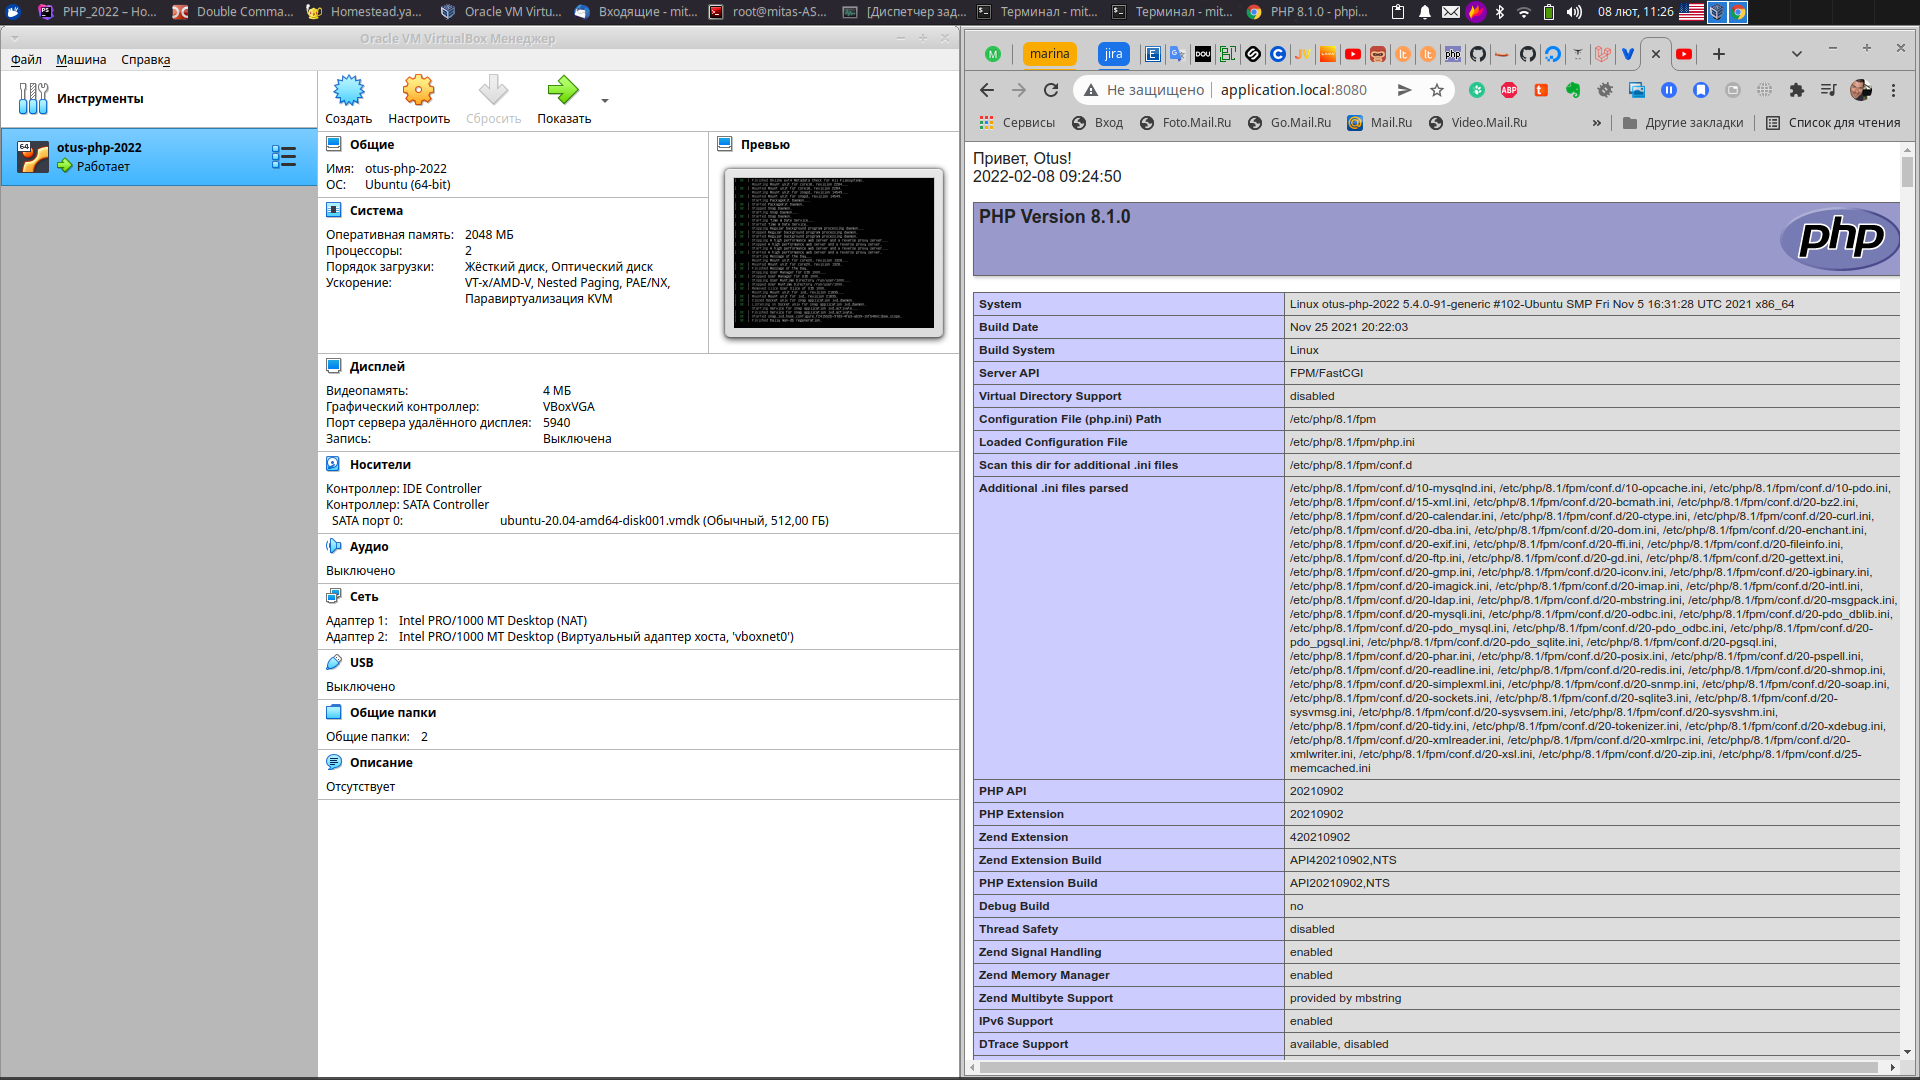 PHP_2022 – Ho...
Double Comma...
Homestead.ya...
Oracle VM Virtu...
Входящие - mit...
root@mitas-AS...
[Диспетчер зад...
Терминал - mit...
Терминал - mit...
PHP 8.1.0 - phpi...
08 лют, 11:26
Oracle VM VirtualBox Менеджер
Файл Машина Справка
Инструменты
otus-php-2022
Работает
Создать Настроить Сбросить Показать
Общие
Имя: otus-php-2022
ОС: Ubuntu (64-bit)
Система
Оперативная память: 2048 МБ
Процессоры: 2
Порядок загрузки: Жёсткий диск, Оптический диск
Ускорение: VT-x/AMD-V, Nested Paging, PAE/NX,
Паравиртуализация KVM
Превью
Дисплей
Видеопамять: 4 МБ
Графический контроллер: VBoxVGA
Порт сервера удалённого дисплея: 5940
Запись: Выключена
Носители
Контроллер: IDE Controller
Контроллер: SATA Controller
SATA порт 0: ubuntu-20.04-amd64-disk001.vmdk (Обычный, 512,00 ГБ)
Аудио
Выключено
Сеть
Адаптер 1: Intel PRO/1000 MT Desktop (NAT)
Адаптер 2: Intel PRO/1000 MT Desktop (Виртуальный адаптер хоста, 'vboxnet0')
USB
Выключено
Общие папки
Общие папки: 2
Описание
Отсутствует
marina jira
Не защищено application.local:8080
Сервисы Вход Foto.Mail.Ru Go.Mail.Ru Mail.Ru Video.Mail.Ru » Другие закладки Список для чтения
Привет, Otus!
2022-02-08 09:24:50
PHP Version 8.1.0
php
System Linux otus-php-2022 5.4.0-91-generic #102-Ubuntu SMP Fri Nov 5 16:31:28 UTC 2021 x86_64
Build Date Nov 25 2021 20:22:03
Build System Linux
Server API FPM/FastCGI
Virtual Directory Support disabled
Configuration File (php.ini) Path /etc/php/8.1/fpm
Loaded Configuration File /etc/php/8.1/fpm/php.ini
Scan this dir for additional .ini files /etc/php/8.1/fpm/conf.d
Additional .ini files parsed /etc/php/8.1/fpm/conf.d/10-mysqlnd.ini, /etc/php/8.1/fpm/conf.d/10-opcache.ini, /etc/php/8.1/fpm/conf.d/10-pdo.ini,
/etc/php/8.1/fpm/conf.d/15-xml.ini, /etc/php/8.1/fpm/conf.d/20-bcmath.ini, /etc/php/8.1/fpm/conf.d/20-bz2.ini,
/etc/php/8.1/fpm/conf.d/20-calendar.ini, /etc/php/8.1/fpm/conf.d/20-ctype.ini, /etc/php/8.1/fpm/conf.d/20-curl.ini,
/etc/php/8.1/fpm/conf.d/20-dba.ini, /etc/php/8.1/fpm/conf.d/20-dom.ini, /etc/php/8.1/fpm/conf.d/20-enchant.ini,
/etc/php/8.1/fpm/conf.d/20-exif.ini, /etc/php/8.1/fpm/conf.d/20-ffi.ini, /etc/php/8.1/fpm/conf.d/20-fileinfo.ini,
/etc/php/8.1/fpm/conf.d/20-ftp.ini, /etc/php/8.1/fpm/conf.d/20-gd.ini, /etc/php/8.1/fpm/conf.d/20-gettext.ini,
/etc/php/8.1/fpm/conf.d/20-gmp.ini, /etc/php/8.1/fpm/conf.d/20-iconv.ini, /etc/php/8.1/fpm/conf.d/20-igbinary.ini,
/etc/php/8.1/fpm/conf.d/20-imagick.ini, /etc/php/8.1/fpm/conf.d/20-imap.ini, /etc/php/8.1/fpm/conf.d/20-intl.ini,
/etc/php/8.1/fpm/conf.d/20-ldap.ini, /etc/php/8.1/fpm/conf.d/20-mbstring.ini, /etc/php/8.1/fpm/conf.d/20-msgpack.ini,
/etc/php/8.1/fpm/conf.d/20-mysqli.ini, /etc/php/8.1/fpm/conf.d/20-odbc.ini, /etc/php/8.1/fpm/conf.d/20-pdo_dblib.ini,
/etc/php/8.1/fpm/conf.d/20-pdo_mysql.ini, /etc/php/8.1/fpm/conf.d/20-pdo_odbc.ini, /etc/php/8.1/fpm/conf.d/20-
pdo_pgsql.ini, /etc/php/8.1/fpm/conf.d/20-pdo_sqlite.ini, /etc/php/8.1/fpm/conf.d/20-pgsql.ini,
/etc/php/8.1/fpm/conf.d/20-phar.ini, /etc/php/8.1/fpm/conf.d/20-posix.ini, /etc/php/8.1/fpm/conf.d/20-pspell.ini,
/etc/php/8.1/fpm/conf.d/20-readline.ini, /etc/php/8.1/fpm/conf.d/20-redis.ini, /etc/php/8.1/fpm/conf.d/20-shmop.ini,
/etc/php/8.1/fpm/conf.d/20-simplexml.ini, /etc/php/8.1/fpm/conf.d/20-snmp.ini, /etc/php/8.1/fpm/conf.d/20-soap.ini,
/etc/php/8.1/fpm/conf.d/20-sockets.ini, /etc/php/8.1/fpm/conf.d/20-sqlite3.ini, /etc/php/8.1/fpm/conf.d/20-
sysvmsg.ini, /etc/php/8.1/fpm/conf.d/20-sysvsem.ini, /etc/php/8.1/fpm/conf.d/20-sysvshm.ini,
/etc/php/8.1/fpm/conf.d/20-tidy.ini, /etc/php/8.1/fpm/conf.d/20-tokenizer.ini, /etc/php/8.1/fpm/conf.d/20-xdebug.ini,
/etc/php/8.1/fpm/conf.d/20-xmlreader.ini, /etc/php/8.1/fpm/conf.d/20-xmlrpc.ini, /etc/php/8.1/fpm/conf.d/20-
xmlwriter.ini, /etc/php/8.1/fpm/conf.d/20-xsl.ini, /etc/php/8.1/fpm/conf.d/20-zip.ini, /etc/php/8.1/fpm/conf.d/25-
memcached.ini
PHP API 20210902
PHP Extension 20210902
Zend Extension 420210902
Zend Extension Build API420210902,NTS
PHP Extension Build API20210902,NTS
Debug Build no
Thread Safety disabled
Zend Signal Handling enabled
Zend Memory Manager enabled
Zend Multibyte Support provided by mbstring
IPv6 Support enabled
DTrace Support available, disabled